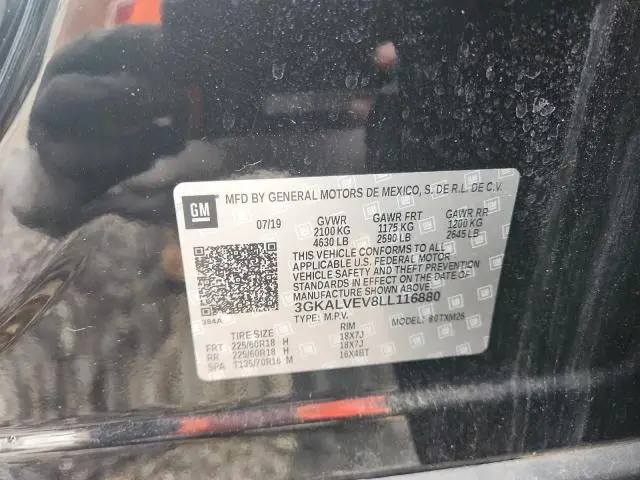 GM
MFD BY GENERAL MOTORS DE MEXICO, S. DE R.L. DE C.V.
07/19 GVWR GAWR FRT GAWR RR
2100 KG 1175 KG 1200 KG
4630 LB 2590 LB 2645 LB
THIS VEHICLE CONFORMS TO ALL
APPLICABLE U.S. FEDERAL MOTOR
VEHICLE SAFETY AND THEFT PREVENTION
STANDARDS IN EFFECT ON THE DATE OF
MANUFACTURE SHOWN ABOVE.
3GKALVEV8LL116880
384A
TYPE: M.P.V. MODEL: 80TXM26
TIRE SIZE RIM
FRT 225/60R18 H 18X7J
RR 225/60R18 H 18X7J
SPA T135/70R16 M 16X4BT